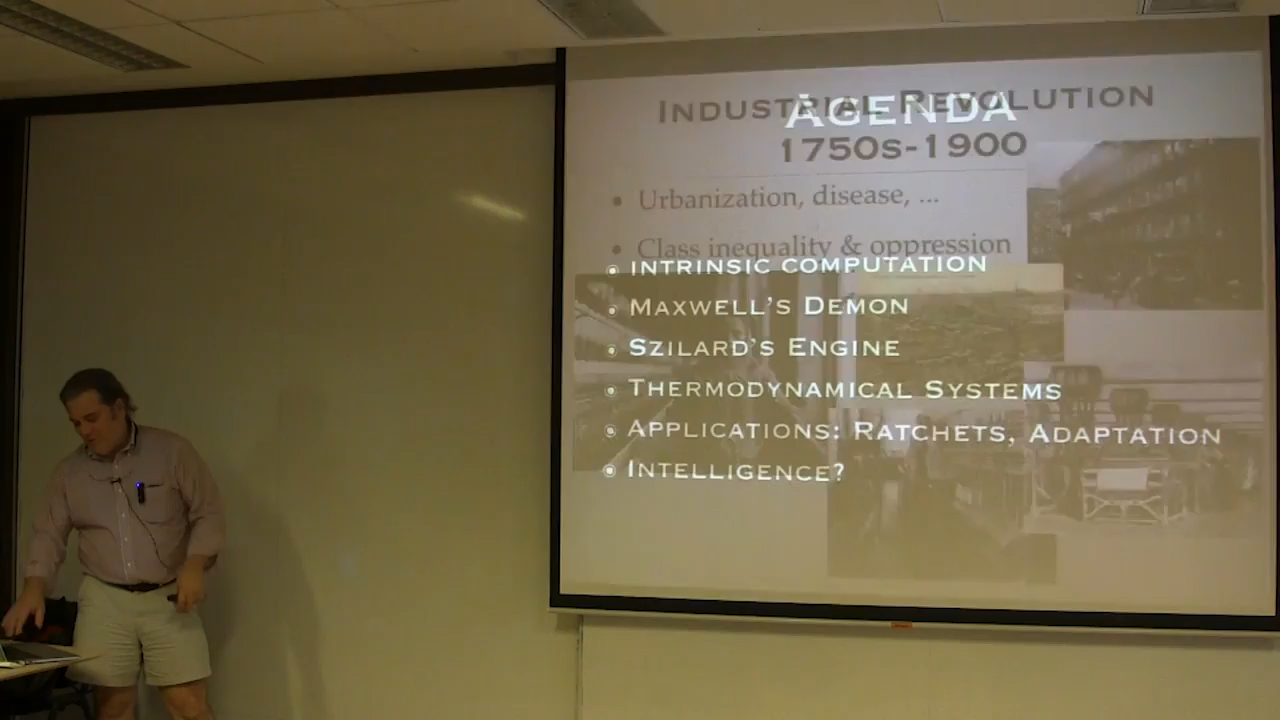 Industrial Revolution
Agenda
1750s-1900
• Urbanization, disease, ...
• Class inequality & oppression
Intrinsic computation
Maxwell's Demon
Szilard's Engine
Thermodynamical Systems
Applications: Ratchets, Adaptation
Intelligence?